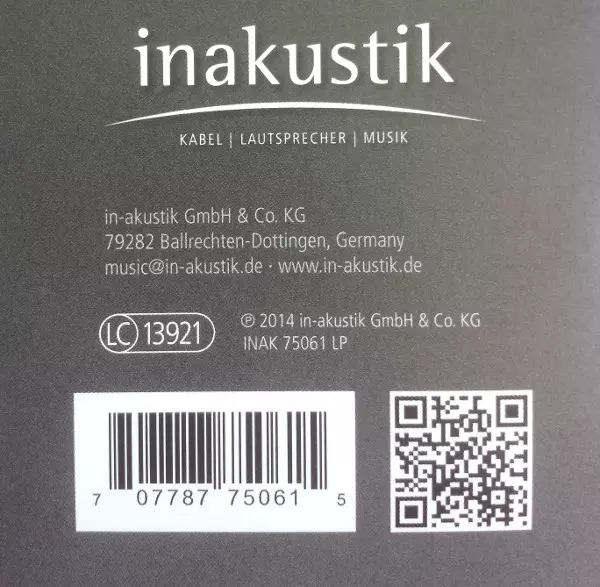 inakustik
KABEL | LAUTSPRECHER | MUSIK
in-akustik GmbH & Co. KG
79282 Ballrechten-Dottingen, Germany
music@in-akustik.de · www.in-akustik.de
LC 13921
℗ 2014 in-akustik GmbH & Co. KG
INAK 75061 LP
7 07787 75061 5